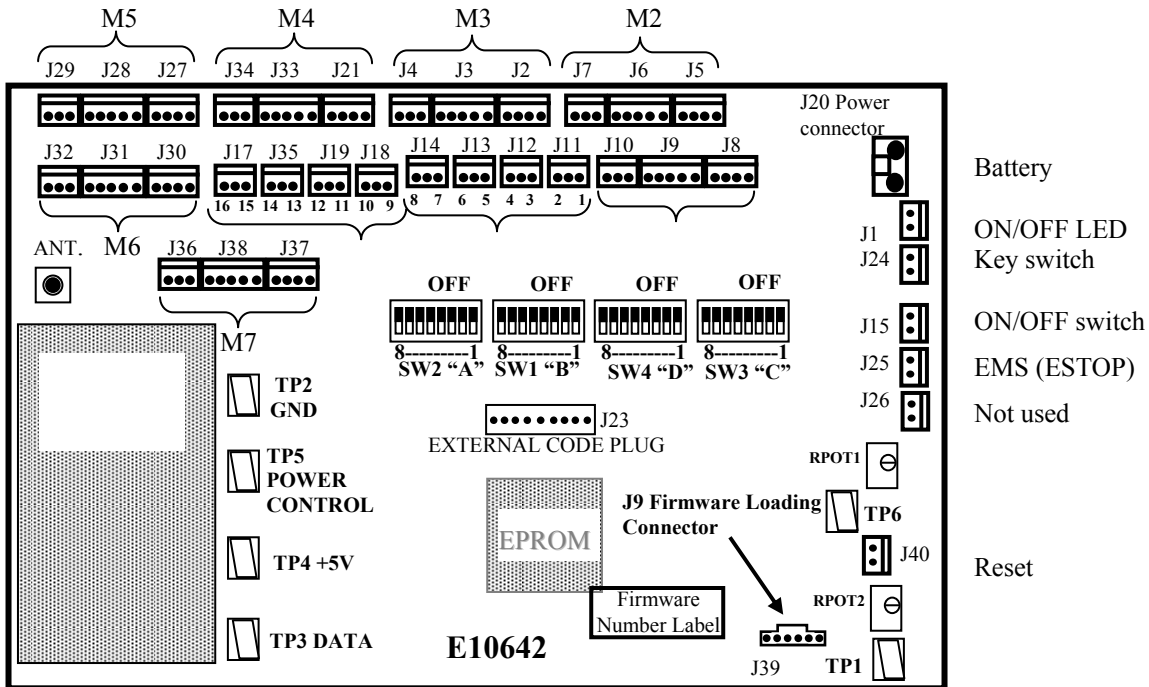 M5 M4 M3 M2
J29 J28 J27 J34 J33 J21 J4 J3 J2 J7 J6 J5
J20 Power
connector
J32 J31 J30 J17 J35 J19 J18 J14 J13 J12 J11 J10 J9 J8
Battery
16 15 14 13 12 11 10 9 8 7 6 5 4 3 2 1
J1 ON/OFF LED
ANT. M6 J36 J38 J37
J24 Key switch
OFF OFF OFF OFF
J15 ON/OFF switch
M7
8---------1 8---------1 8---------1 8---------1
SW2 “A” SW1 “B” SW4 “D” SW3 “C”
J25 EMS (ESTOP)
TP2
GND
J26 Not used
J23
EXTERNAL CODE PLUG
TP5
POWER
CONTROL
RPOT1
J9 Firmware Loading
Connector
TP6
EPROM
TP4 +5V
J40
Reset
Firmware
Number Label
RPOT2
TP3 DATA
E10642
J39
TP1